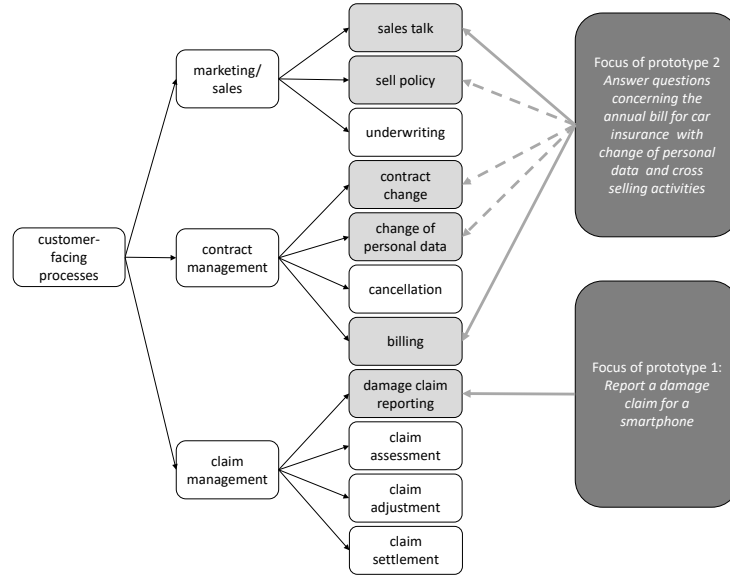 customer-
facing
processes
marketing/
sales
contract
management
claim
management
sales talk
sell policy
underwriting
contract
change
change of
personal data
cancellation
billing
damage claim
reporting
claim
assessment
claim
adjustment
claim
settlement
Focus of prototype 2
Answer questions
concerning the
annual bill for car
insurance with
change of personal
data and cross
selling activities
Focus of prototype 1:
Report a damage
claim for a
smartphone